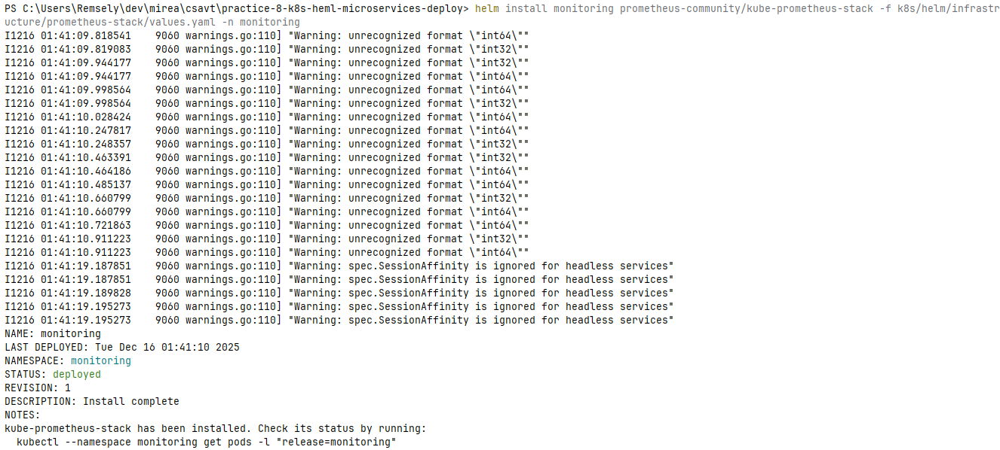 PS C:\Users\Remsely\dev\mirea\csavt\practice-8-k8s-heml-microservices-deploy> helm install monitoring prometheus-community/kube-prometheus-stack -f k8s/helm/infrastr
ucture/prometheus-stack/values.yaml -n monitoring
I1216 01:41:09.818541    9060 warnings.go:110] "Warning: unrecognized format \"int64\""
I1216 01:41:09.819083    9060 warnings.go:110] "Warning: unrecognized format \"int32\""
I1216 01:41:09.944177    9060 warnings.go:110] "Warning: unrecognized format \"int32\""
I1216 01:41:09.944177    9060 warnings.go:110] "Warning: unrecognized format \"int64\""
I1216 01:41:09.998564    9060 warnings.go:110] "Warning: unrecognized format \"int64\""
I1216 01:41:09.998564    9060 warnings.go:110] "Warning: unrecognized format \"int32\""
I1216 01:41:10.028424    9060 warnings.go:110] "Warning: unrecognized format \"int64\""
I1216 01:41:10.247817    9060 warnings.go:110] "Warning: unrecognized format \"int64\""
I1216 01:41:10.248357    9060 warnings.go:110] "Warning: unrecognized format \"int32\""
I1216 01:41:10.463391    9060 warnings.go:110] "Warning: unrecognized format \"int32\""
I1216 01:41:10.464186    9060 warnings.go:110] "Warning: unrecognized format \"int64\""
I1216 01:41:10.485137    9060 warnings.go:110] "Warning: unrecognized format \"int64\""
I1216 01:41:10.660799    9060 warnings.go:110] "Warning: unrecognized format \"int32\""
I1216 01:41:10.660799    9060 warnings.go:110] "Warning: unrecognized format \"int64\""
I1216 01:41:10.721863    9060 warnings.go:110] "Warning: unrecognized format \"int64\""
I1216 01:41:10.911223    9060 warnings.go:110] "Warning: unrecognized format \"int32\""
I1216 01:41:10.911223    9060 warnings.go:110] "Warning: unrecognized format \"int64\""
I1216 01:41:19.187851    9060 warnings.go:110] "Warning: spec.SessionAffinity is ignored for headless services"
I1216 01:41:19.187851    9060 warnings.go:110] "Warning: spec.SessionAffinity is ignored for headless services"
I1216 01:41:19.189828    9060 warnings.go:110] "Warning: spec.SessionAffinity is ignored for headless services"
I1216 01:41:19.195273    9060 warnings.go:110] "Warning: spec.SessionAffinity is ignored for headless services"
I1216 01:41:19.195273    9060 warnings.go:110] "Warning: spec.SessionAffinity is ignored for headless services"
NAME: monitoring
LAST DEPLOYED: Tue Dec 16 01:41:10 2025
NAMESPACE: monitoring
STATUS: deployed
REVISION: 1
DESCRIPTION: Install complete
NOTES:
kube-prometheus-stack has been installed. Check its status by running:
  kubectl --namespace monitoring get pods -l "release=monitoring"